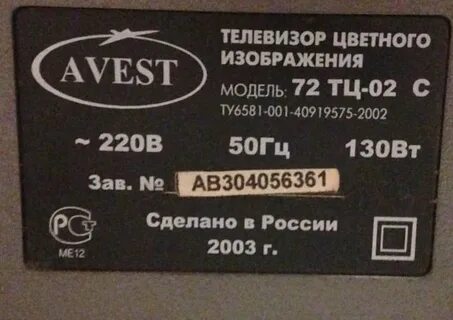 AVEST
ТЕЛЕВИЗОР ЦВЕТНОГО
ИЗОБРАЖЕНИЯ
МОДЕЛЬ: 72 ТЦ-02 С
ТУ6581-001-40919575-2002
~ 220В 50Гц 130Вт
Зав. № АВ304056361
Сделано в России
2003 г.
РСТ
МЕ12